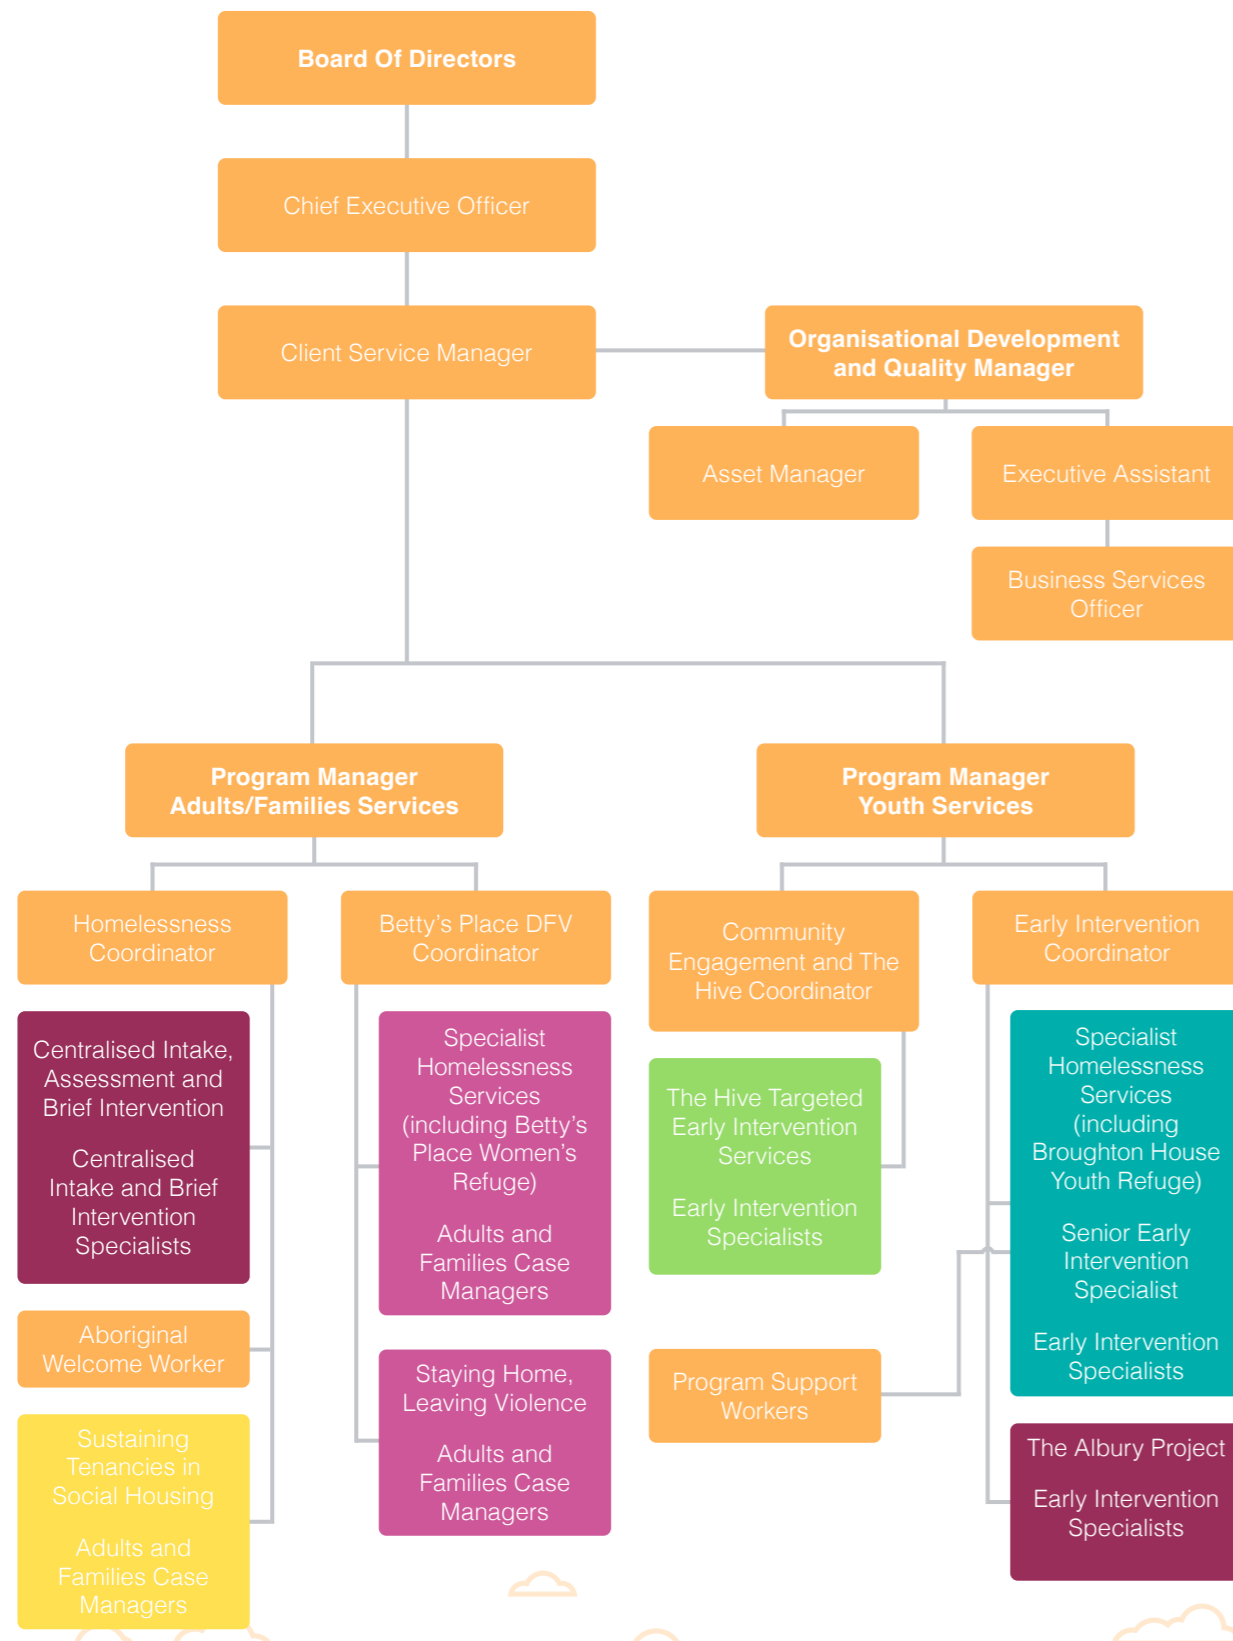 Board Of Directors
Chief Executive Officer
Client Service Manager
Organisational Development
and Quality Manager
Asset Manager
Executive Assistant
Business Services
Officer
Program Manager
Adults/Families Services
Program Manager
Youth Services
Homelessness
Coordinator
Betty’s Place DFV
Coordinator
Community
Engagement and The
Hive Coordinator
Early Intervention
Coordinator
Centralised Intake,
Assessment and
Brief Intervention
Centralised
Intake and Brief
Intervention
Specialists
Aboriginal
Welcome Worker
Sustaining
Tenancies in
Social Housing
Adults and
Families Case
Managers
Specialist
Homelessness
Services
(including Betty’s
Place Women’s
Refuge)
Adults and
Families Case
Managers
Staying Home,
Leaving Violence
Adults and
Families Case
Managers
The Hive Targeted
Early Intervention
Services
Early Intervention
Specialists
Program Support
Workers
Specialist
Homelessness
Services
(including
Broughton House
Youth Refuge)
Senior Early
Intervention
Specialist
Early Intervention
Specialists
The Albury Project
Early Intervention
Specialists